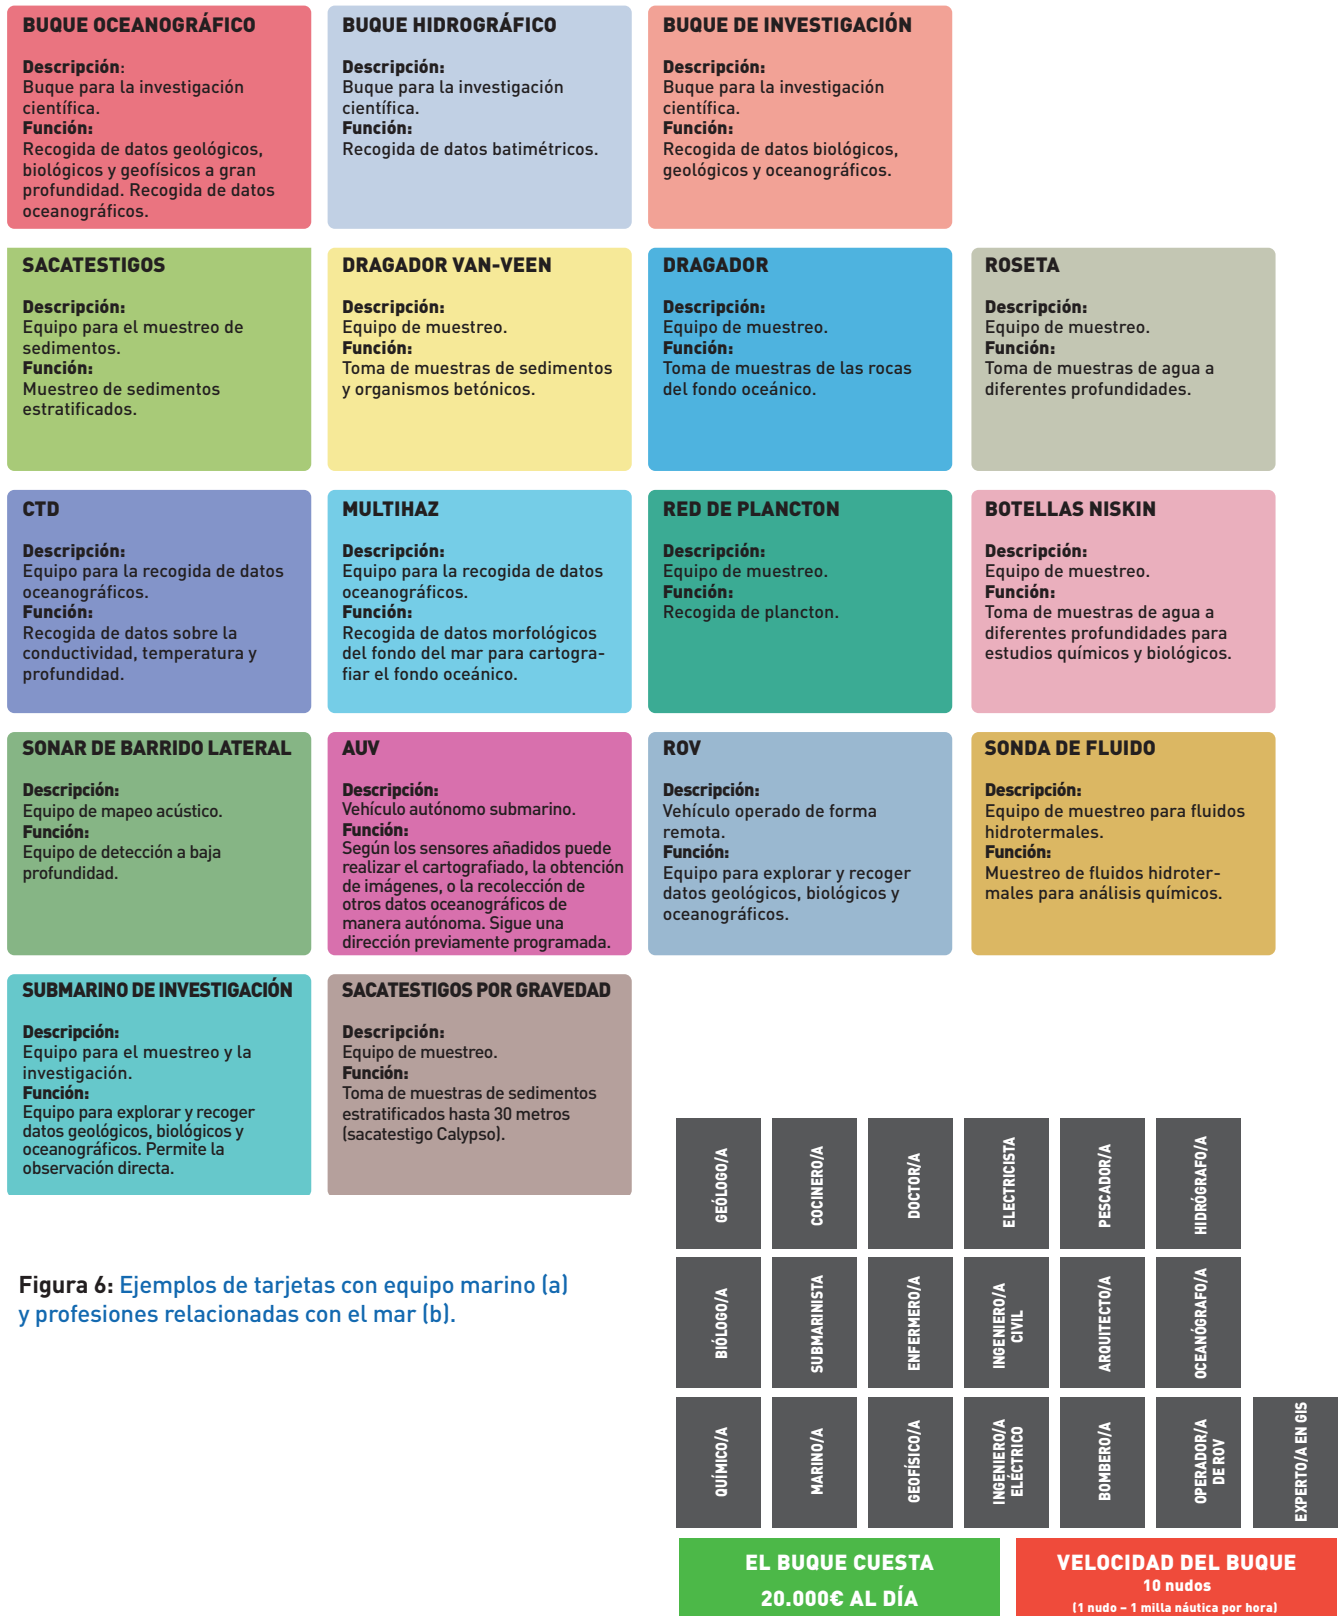 BUQUE OCEANOGRÁFICO
Descripción:
Buque para la investigación
científica.
Función:
Recogida de datos geológicos,
biológicos y geofísicos a gran
profundidad. Recogida de datos
oceanográficos.
BUQUE HIDROGRÁFICO
Descripción:
Buque para la investigación
científica.
Función:
Recogida de datos batimétricos.
BUQUE DE INVESTIGACIÓN
Descripción:
Buque para la investigación
científica.
Función:
Recogida de datos biológicos,
geológicos y oceanográficos.
SACATESTIGOS
Descripción:
Equipo para el muestreo de
sedimentos.
Función:
Muestreo de sedimentos
estratificados.
DRAGADOR VAN-VEEN
Descripción:
Equipo de muestreo.
Función:
Toma de muestras de sedimentos
y organismos betónicos.
DRAGADOR
Descripción:
Equipo de muestreo.
Función:
Toma de muestras de las rocas
del fondo oceánico.
ROSETA
Descripción:
Equipo de muestreo.
Función:
Toma de muestras de agua a
diferentes profundidades.
CTD
Descripción:
Equipo para la recogida de datos
oceanográficos.
Función:
Recogida de datos sobre la
conductividad, temperatura y
profundidad.
MULTIHAZ
Descripción:
Equipo para la recogida de datos
oceanográficos.
Función:
Recogida de datos morfológicos
del fondo del mar para cartogra-
fiar el fondo oceánico.
RED DE PLANCTON
Descripción:
Equipo de muestreo.
Función:
Recogida de plancton.
BOTELLAS NISKIN
Descripción:
Equipo de muestreo.
Función:
Toma de muestras de agua a
diferentes profundidades para
estudios químicos y biológicos.
SONAR DE BARRIDO LATERAL
Descripción:
Equipo de mapeo acústico.
Función:
Equipo de detección a baja
profundidad.
AUV
Descripción:
Vehículo autónomo submarino.
Función:
Según los sensores añadidos puede
realizar el cartografiado, la obtención
de imágenes, o la recolección de
otros datos oceanográficos de
manera autónoma. Sigue una
dirección previamente programada.
ROV
Descripción:
Vehículo operado de forma
remota.
Función:
Equipo para explorar y recoger
datos geológicos, biológicos y
oceanográficos.
SONDA DE FLUIDO
Descripción:
Equipo de muestreo para fluidos
hidrotermales.
Función:
Muestreo de fluidos hidroter-
males para análisis químicos.
SUBMARINO DE INVESTIGACIÓN
Descripción:
Equipo para el muestreo y la
investigación.
Función:
Equipo para explorar y recoger
datos geológicos, biológicos y
oceanográficos. Permite la
observación directa.
SACATESTIGOS POR GRAVEDAD
Descripción:
Equipo de muestreo.
Función:
Toma de muestras de sedimentos
estratificados hasta 30 metros
(sacatestigo Calypso).
Figura 6: Ejemplos de tarjetas con equipo marino (a)
y profesiones relacionadas con el mar (b).
GEÓLOGO/A
COCINERO/A
DOCTOR/A
ELECTRICISTA
PESCADOR/A
HIDRÓGRAFO/A
BIÓLOGO/A
SUBMARINISTA
ENFERMERO/A
INGENIERO/A
CIVIL
ARQUITECTO/A
OCEANÓGRAFO/A
QUÍMICO/A
MARINO/A
GEOFÍSICO/A
INGENIERO/A
ELÉCTRICO
BOMBERO/A
OPERADOR/A
DE ROV
EXPERTO/A EN GIS
EL BUQUE CUESTA
20.000€ AL DÍA
VELOCIDAD DEL BUQUE
10 nudos
(1 nudo – 1 milla náutica por hora)